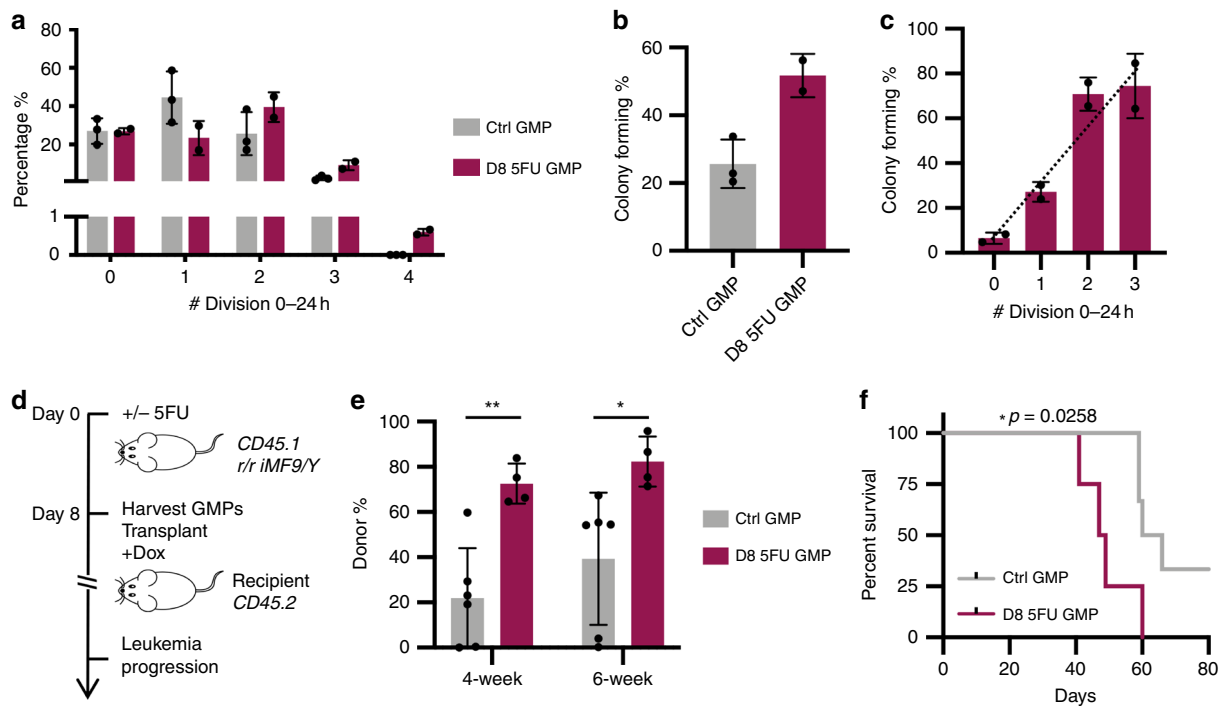 a
80
60
40
20
1
0
Percentage %
0 1 2 3 4
# Division 0–24 h
Ctrl GMP
D8 5FU GMP
b
60
40
20
0
Colony forming %
Ctrl GMP
D8 5FU GMP
c
100
80
60
40
20
0
Colony forming %
0 1 2 3
# Division 0–24 h
d
Day 0
+/– 5FU
CD45.1
r/r iMF9/Y
Day 8
Harvest GMPs
Transplant
+Dox
Recipient
CD45.2
Leukemia
progression
e
**
*
100
80
60
40
20
0
Donor %
4-week 6-week
Ctrl GMP
D8 5FU GMP
f
* p = 0.0258
100
75
50
25
0
Percent survival
Ctrl GMP
D8 5FU GMP
0 20 40 60 80
Days